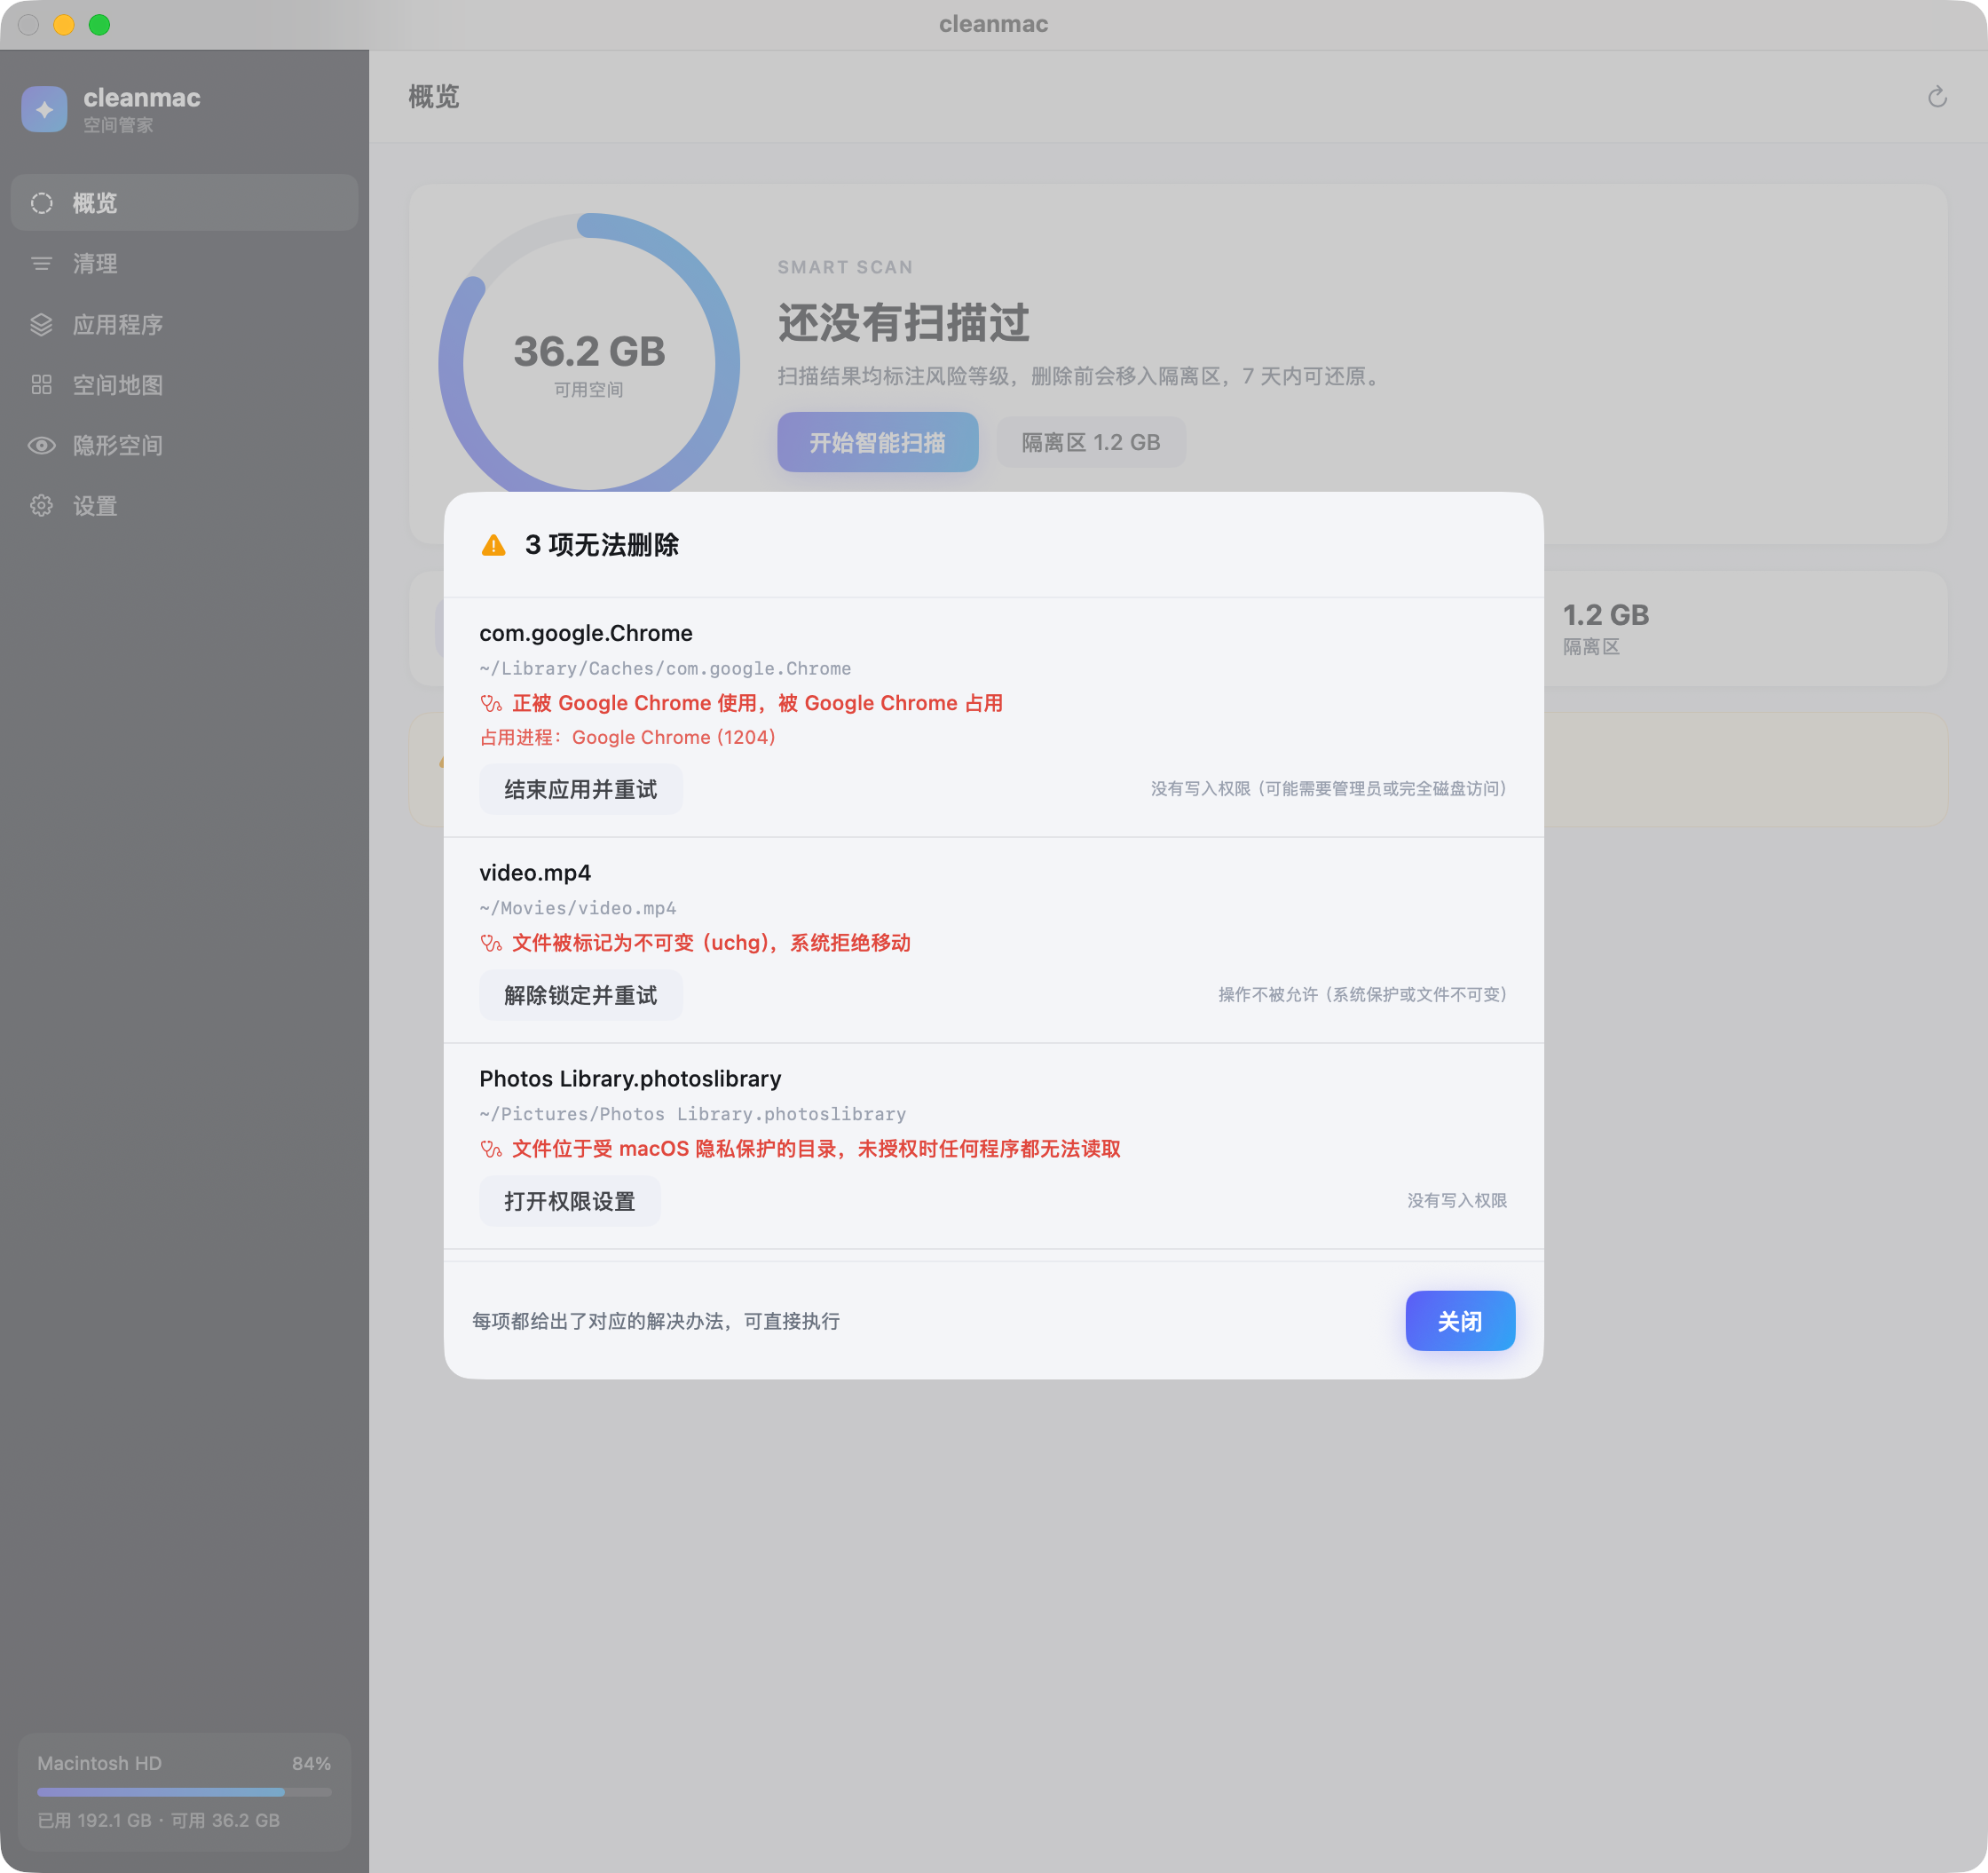 cleanmac
cleanmac
空间管家
概览
清理
应用程序
空间地图
隐形空间
设置
Macintosh HD 84%
已用 192.1 GB · 可用 36.2 GB
概览
36.2 GB
可用空间
SMART SCAN
还没有扫描过
扫描结果均标注风险等级，删除前会移入隔离区，7 天内可还原。
开始智能扫描 隔离区 1.2 GB
1.2 GB
隔离区
3 项无法删除
com.google.Chrome
~/Library/Caches/com.google.Chrome
正被 Google Chrome 使用，被 Google Chrome 占用
占用进程：Google Chrome (1204)
结束应用并重试 没有写入权限（可能需要管理员或完全磁盘访问）
video.mp4
~/Movies/video.mp4
文件被标记为不可变（uchg），系统拒绝移动
解除锁定并重试 操作不被允许（系统保护或文件不可变）
Photos Library.photoslibrary
~/Pictures/Photos Library.photoslibrary
文件位于受 macOS 隐私保护的目录，未授权时任何程序都无法读取
打开权限设置 没有写入权限
每项都给出了对应的解决办法，可直接执行
关闭